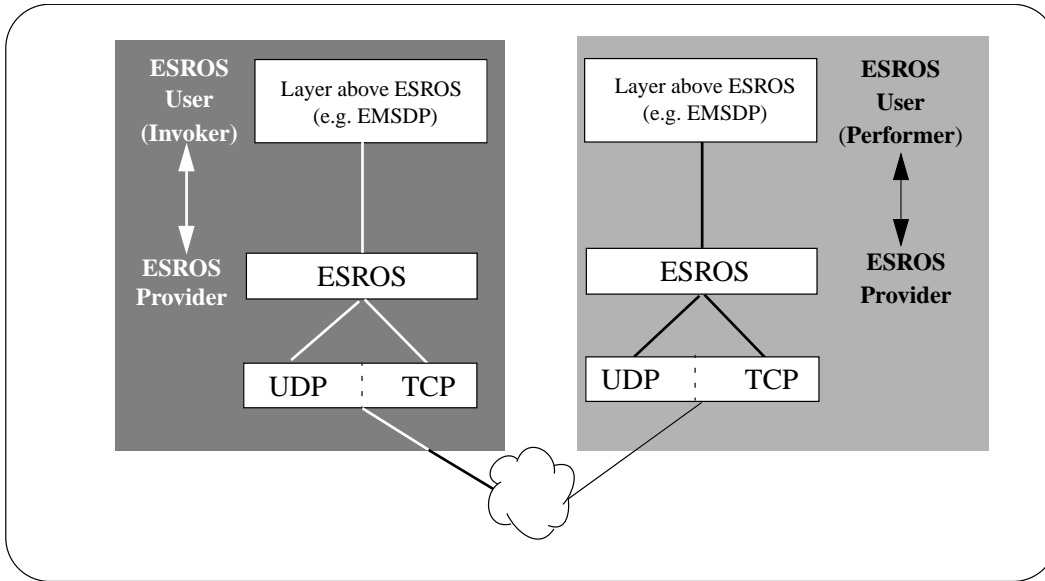 ESROS
User
(Invoker)
Layer above ESROS
(e.g. EMSDP)
ESROS
Provider
ESROS
UDP
TCP
Layer above ESROS
(e.g. EMSDP)
ESROS
User
(Performer)
ESROS
ESROS
Provider
UDP
TCP